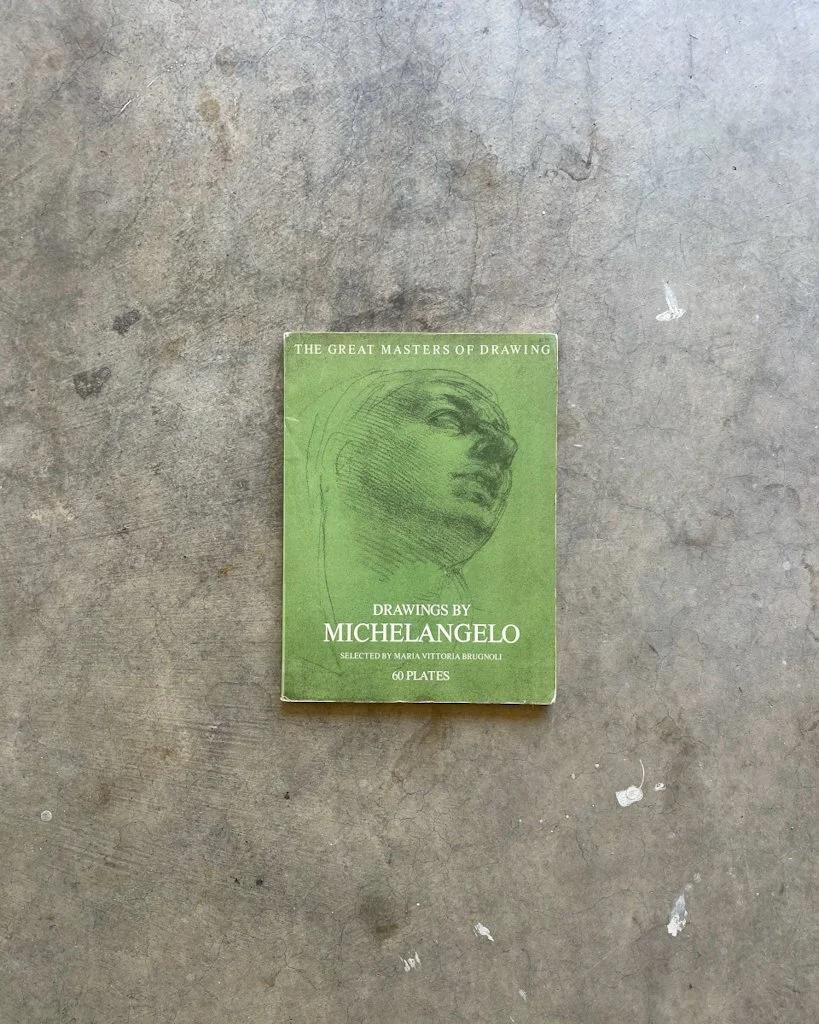 THE GREAT MASTERS OF DRAWING
DRAWINGS BY
MICHELANGELO
SELECTED BY MARIA VITTORIA BRUGNOLI
60 PLATES